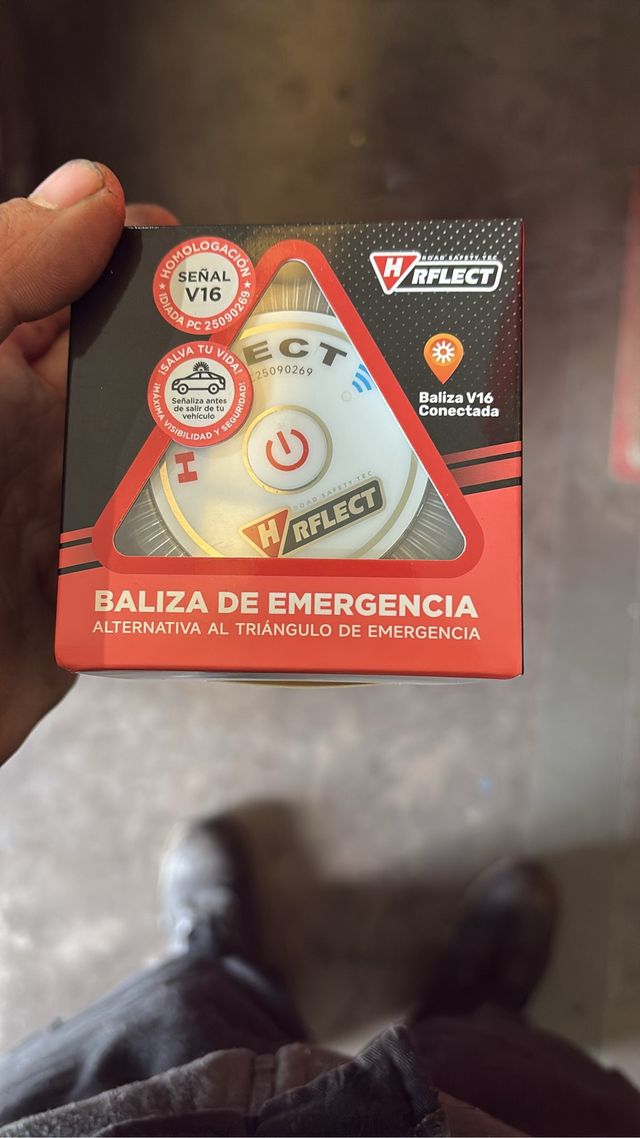 HOMOLOGACIÓN
SEÑAL
V16
IDIADA PC 25090269
¡SALVA TU VIDA!
Señaliza antes
de salir de tu
vehículo
¡MÁXIMA VISIBILIDAD Y SEGURIDAD!
ROAD SAFETY TEC
H RFLECT
Baliza V16
Conectada
ECT
25090269
H
ROAD SAFETY TEC
H RFLECT
BALIZA DE EMERGENCIA
ALTERNATIVA AL TRIÁNGULO DE EMERGENCIA